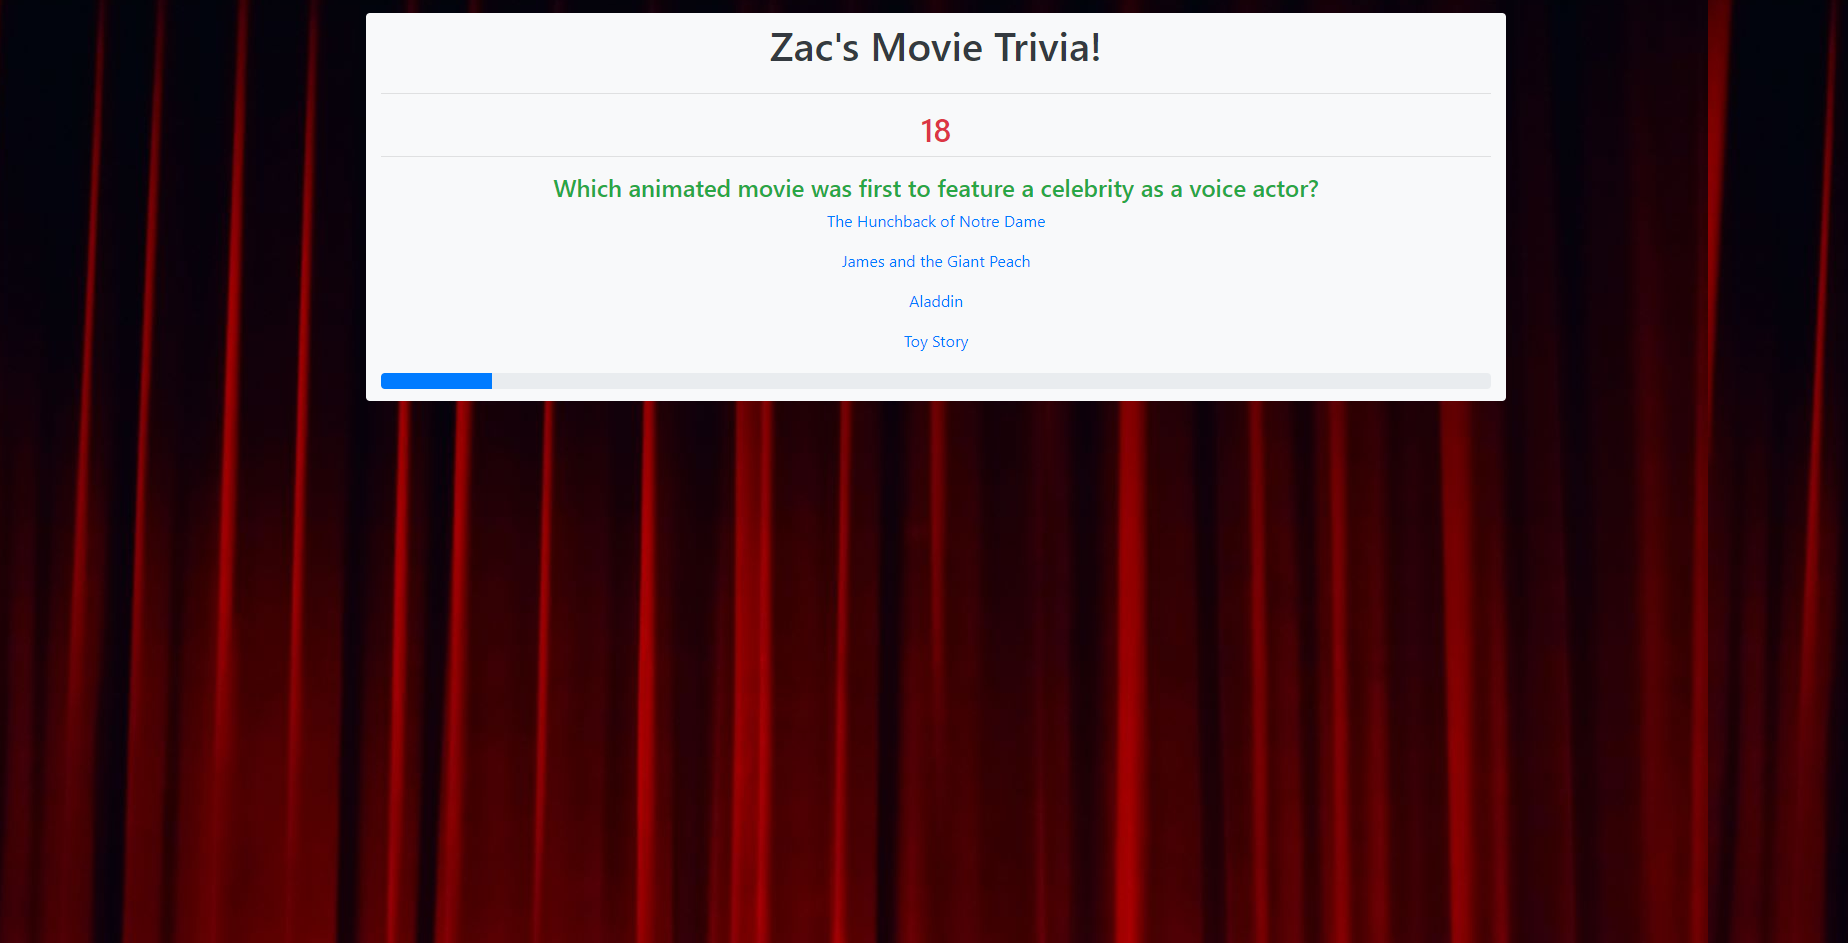 Zac's Movie Trivia!
18
Which animated movie was first to feature a celebrity as a voice actor?
The Hunchback of Notre Dame
James and the Giant Peach
Aladdin
Toy Story